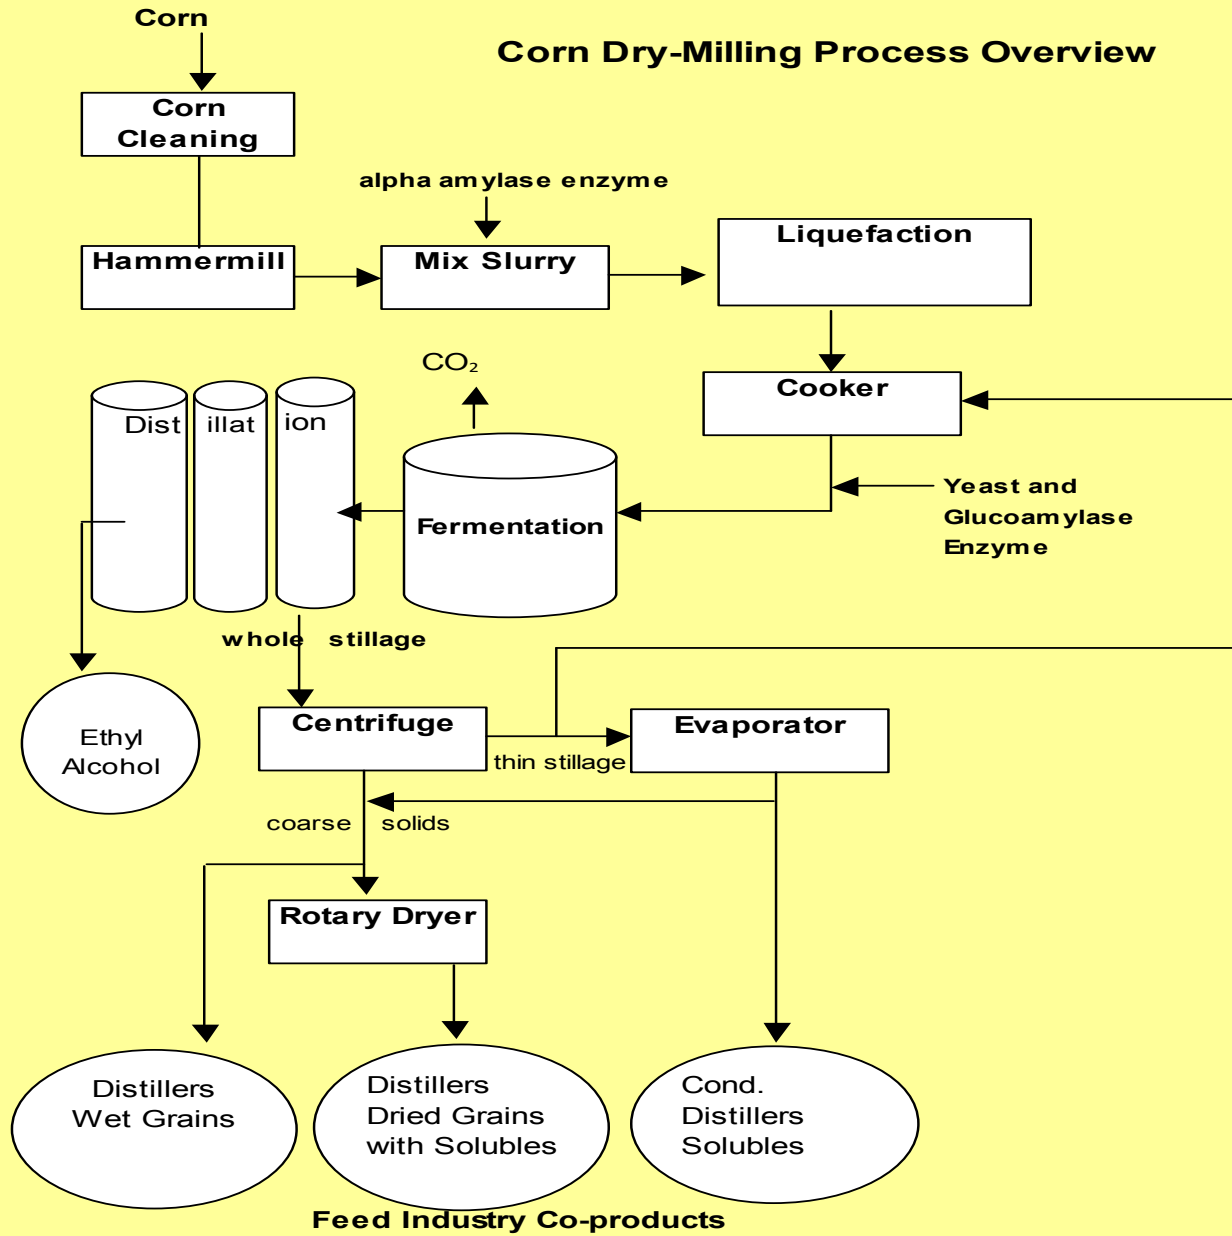 Corn
Corn Dry-Milling Process Overview
Corn
Cleaning
alpha amylase enzyme
Hammermill
Mix Slurry
Liquefaction
CO₂
Cooker
Dist illat ion
Fermentation
Yeast and
Glucoamylase
Enzyme
whole stillage
Ethyl
Alcohol
Centrifuge
thin stillage
Evaporator
coarse solids
Rotary Dryer
Distillers
Wet Grains
Distillers
Dried Grains
with Solubles
Cond.
Distillers
Solubles
Feed Industry Co-products